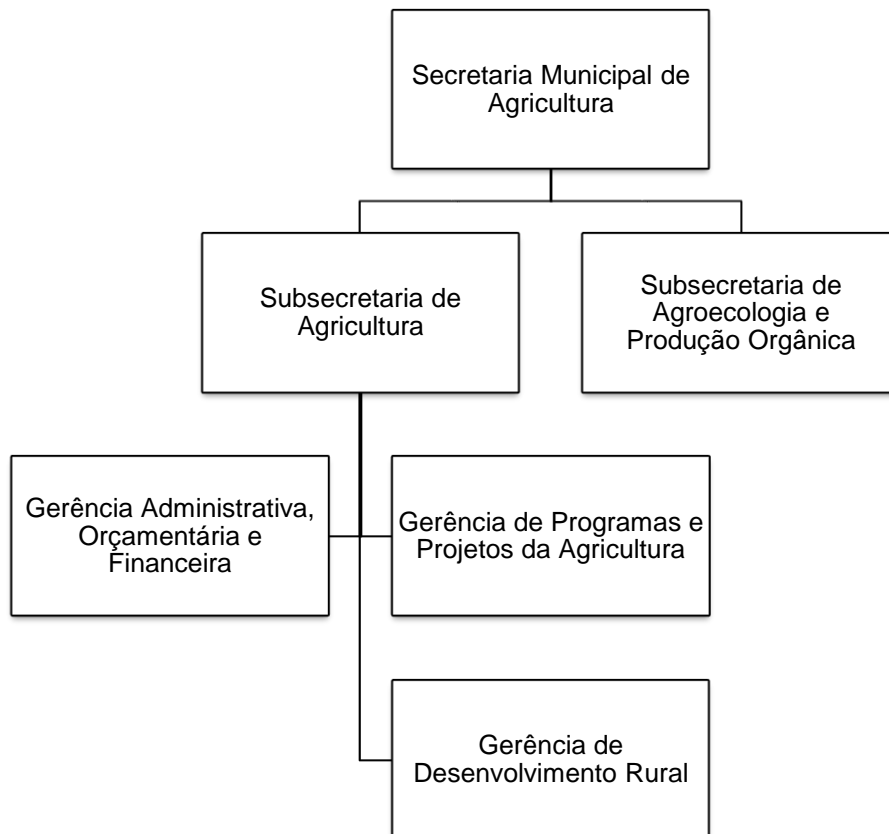 Secretaria Municipal de
Agricultura
Subsecretaria de
Agricultura
Subsecretaria de
Agroecologia e
Produção Orgânica
Gerência Administrativa,
Orçamentária e
Financeira
Gerência de Programas e
Projetos da Agricultura
Gerência de
Desenvolvimento Rural